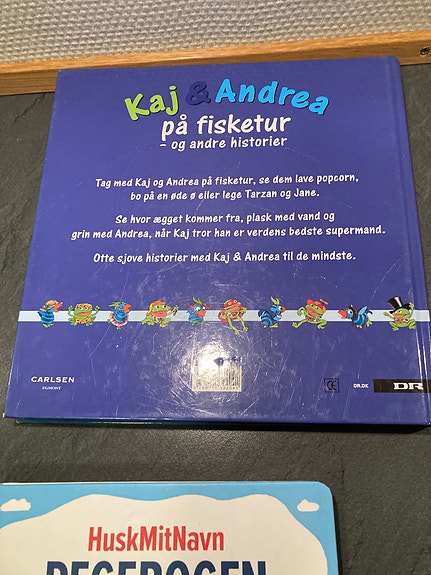 Kaj & Andrea
på fisketur
- og andre historier
Tag med Kaj og Andrea på fisketur, se dem lave popcorn,
bo på en øde ø eller lege Tarzan og Jane.
Se hvor ægget kommer fra, plask med vand og
grin med Andrea, når Kaj tror han er verdens bedste supermand.
Otte sjove historier med Kaj & Andrea til de mindste.
CARLSEN
EGMONT
CE
DR.DK
DR
HuskMitNavn
PEGEBOGEN